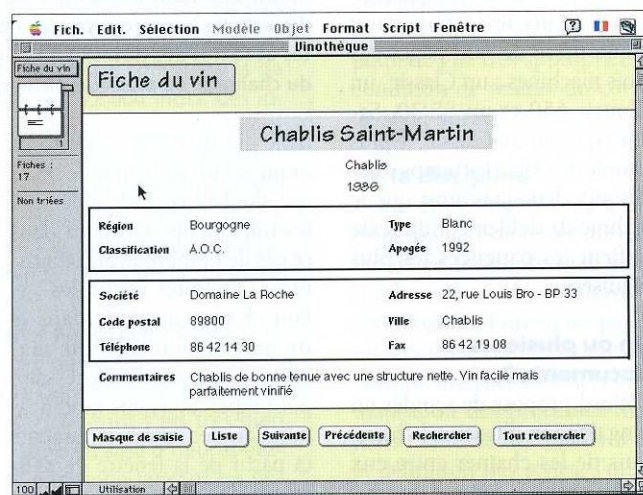 Fich. Edit. Sélection Modèle Objet Format Script Fenêtre
Vinothèque
Fiche du vin
1
Fiches :
17
Non triées
Fiche du vin
Chablis Saint-Martin
Chablis
1986
Région Bourgogne Type Blanc
Classification A.O.C. Apogée 1992
Société Domaine La Roche Adresse 22, rue Louis Bro - BP 33
Code postal 89800 Ville Chablis
Téléphone 86 42 14 30 Fax 86 42 19 08
Commentaires Chablis de bonne tenue avec une structure nette. Vin facile mais
parfaitement vinifié
Masque de saisie Liste Suivante Précédente Rechercher Tout rechercher
100 Utilisation